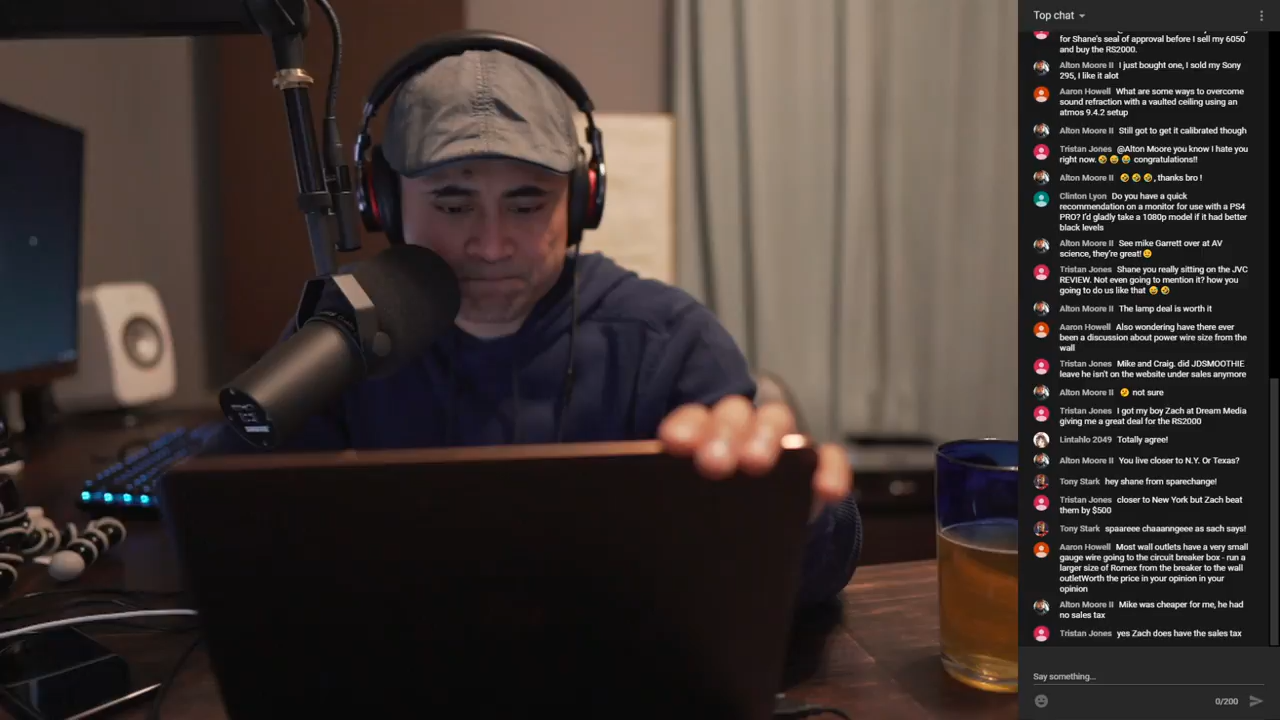 Top chat
for Shane's seal of approval before I sell my 6050
and buy the RS2000.
Alton Moore II I just bought one, I sold my Sony
295, I like it alot
Aaron Howell What are some ways to overcome
sound refraction with a vaulted ceiling using an
atmos 9.4.2 setup
Alton Moore II Still got to get it calibrated though
Tristan Jones @Alton Moore you know I hate you
right now. 🤣😅😭 congratulations!!
Alton Moore II 🤣🤣🤣, thanks bro !
Clinton Lyon Do you have a quick
recommendation on a monitor for use with a PS4
PRO? I'd gladly take a 1080p model if it had better
black levels
Alton Moore II See mike Garrett over at AV
science, they're great!🙂
Tristan Jones Shane you really sitting on the JVC
REVIEW. Not even going to mention it? how you
going to do us like that 😅🤣
Alton Moore II The lamp deal is worth it
Aaron Howell Also wondering have there ever
been a discussion about power wire size from the
wall
Tristan Jones Mike and Craig. did JDSMOOTHIE
leave he isn't on the website under sales anymore
Alton Moore II 🤔 not sure
Tristan Jones I got my boy Zach at Dream Media
giving me a great deal for the RS2000
Lintahlo 2049 Totally agree!
Alton Moore II You live closer to N.Y. Or Texas?
Tony Stark hey shane from sparechange!
Tristan Jones closer to New York but Zach beat
them by $500
Tony Stark spaareee chaaanngeee as sach says!
Aaron Howell Most wall outlets have a very small
gauge wire going to the circuit breaker box - run a
larger size of Romex from the breaker to the wall
outletWorth the price in your opinion in your
opinion
Alton Moore II Mike was cheaper for me, he had
no sales tax
Tristan Jones yes Zach does have the sales tax
Say something...
0/200